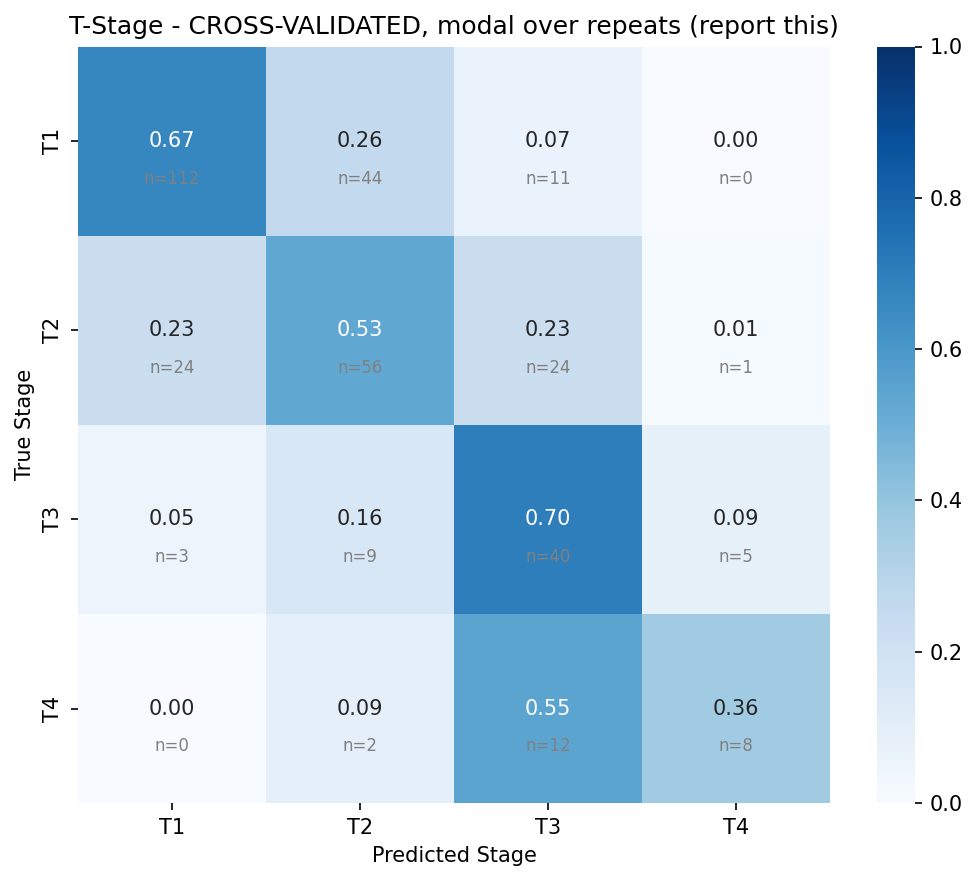 T-Stage - CROSS-VALIDATED, modal over repeats (report this)
1.0
T1
0.67
0.26
0.07
0.00
n=112
n=44
n=11
n=0
0.8
T2
0.23
0.53
0.23
0.01
n=24
n=56
n=24
n=1
0.6
True Stage
T3
0.05
0.16
0.70
0.09
n=3
n=9
n=40
n=5
0.4
0.2
T4
0.00
0.09
0.55
0.36
n=0
n=2
n=12
n=8
0.0
T1
T2
T3
T4
Predicted Stage